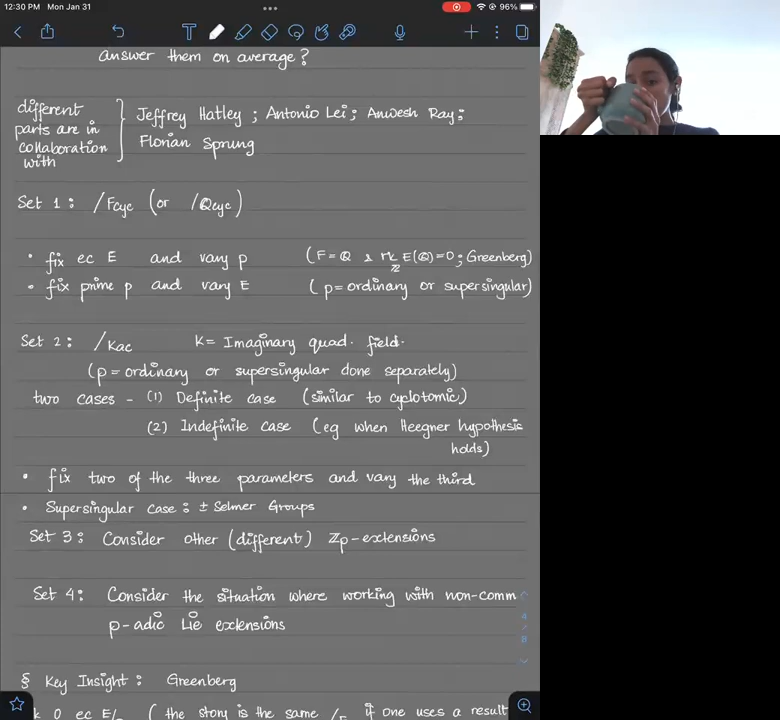 12:30 PM Mon Jan 31
96%
answer them on average?
different parts are in collaboration with
Jeffrey Hatley ; Antonio Lei ; Anwesh Ray ;
Florian Sprung
Set 1: /Fcyc (or /Qcyc)
• fix ec E and vary p (F=Q & rk_Z E(Q)=0 ; Greenberg)
• fix prime p and vary E (p=ordinary or supersingular)
Set 2: /Kac K= Imaginary quad. field.
(p=ordinary or supersingular done separately)
two cases - (1) Definite case (similar to cyclotomic)
(2) Indefinite case (eg when Heegner hypothesis
holds)
• fix two of the three parameters and vary the third
• Supersingular case: ± Selmer Groups
Set 3: Consider other (different) Zp-extensions
Set 4: Consider the situation where working with non-comm
p-adic Lie extensions
§ Key Insight: Greenberg
k 0 ec E/ ( the story is the same /F if one uses a result
4
/
8